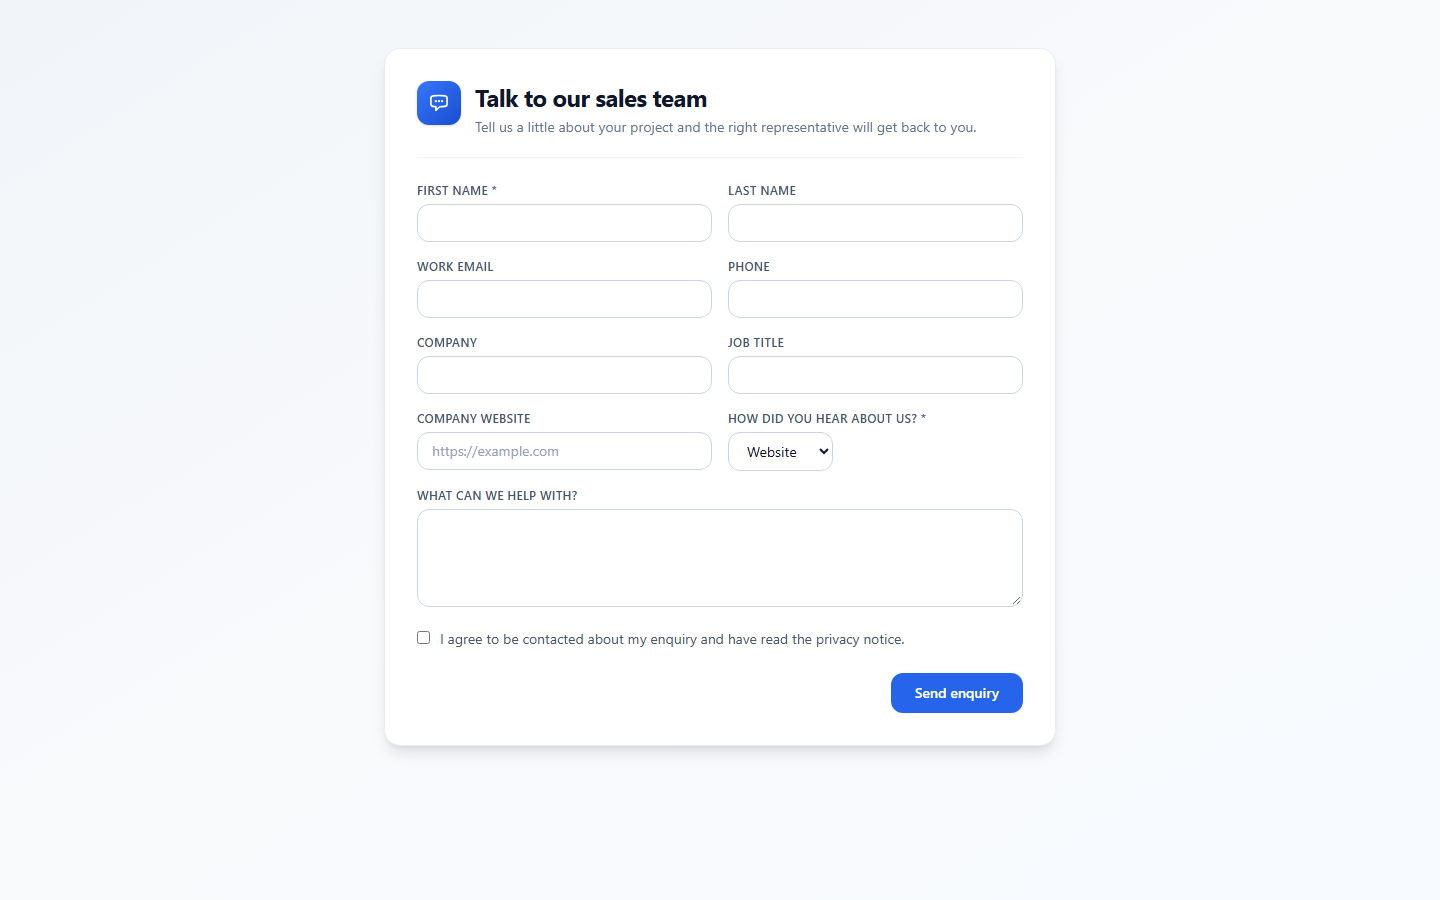 Talk to our sales team
Tell us a little about your project and the right representative will get back to you.
FIRST NAME *
LAST NAME
WORK EMAIL
PHONE
COMPANY
JOB TITLE
COMPANY WEBSITE
HOW DID YOU HEAR ABOUT US? *
https://example.com
Website
WHAT CAN WE HELP WITH?
I agree to be contacted about my enquiry and have read the privacy notice.
Send enquiry